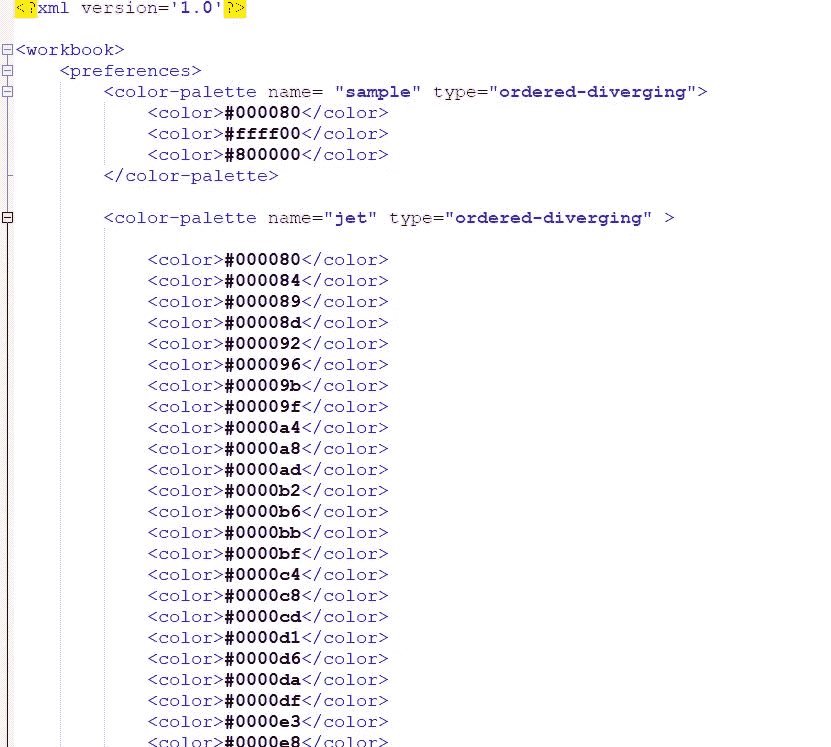 <?xml version='1.0'?>
<workbook>
<preferences>
<color-palette name= "sample" type="ordered-diverging">
<color>#000080</color>
<color>#ffff00</color>
<color>#800000</color>
</color-palette>
<color-palette name="jet" type="ordered-diverging" >
<color>#000080</color>
<color>#000084</color>
<color>#000089</color>
<color>#00008d</color>
<color>#000092</color>
<color>#000096</color>
<color>#00009b</color>
<color>#00009f</color>
<color>#0000a4</color>
<color>#0000a8</color>
<color>#0000ad</color>
<color>#0000b2</color>
<color>#0000b6</color>
<color>#0000bb</color>
<color>#0000bf</color>
<color>#0000c4</color>
<color>#0000c8</color>
<color>#0000cd</color>
<color>#0000d1</color>
<color>#0000d6</color>
<color>#0000da</color>
<color>#0000df</color>
<color>#0000e3</color>
<color>#0000e8</color>